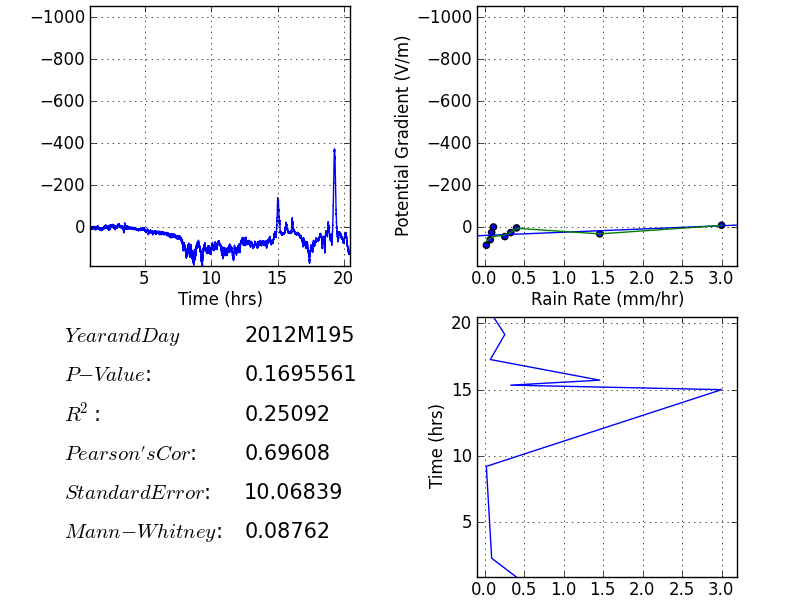 −1000
−800
−600
−400
−200
0
5 10 15 20
Time (hrs)
Potential Gradient (V/m)
−1000
−800
−600
−400
−200
0
0.0 0.5 1.0 1.5 2.0 2.5 3.0
Rain Rate (mm/hr)
YearandDay 2012M195
P−Value: 0.1695561
R² : 0.25092
Pearson'sCor: 0.69608
StandardError: 10.06839
Mann−Whitney: 0.08762
Time (hrs)
20
15
10
5
0.0 0.5 1.0 1.5 2.0 2.5 3.0